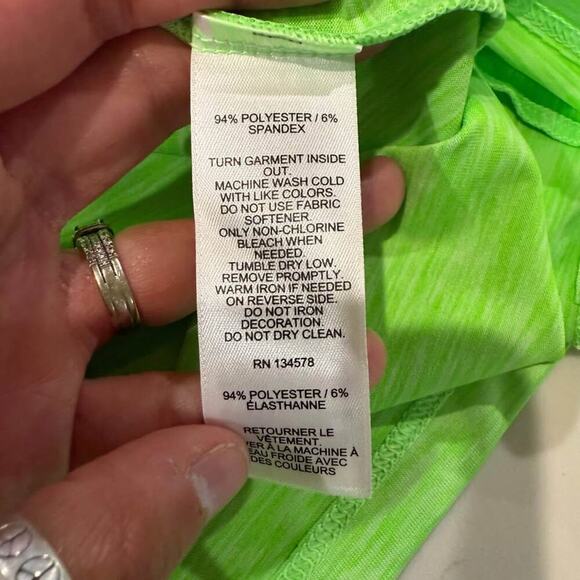 94% POLYESTER / 6%
SPANDEX
TURN GARMENT INSIDE
OUT.
MACHINE WASH COLD
WITH LIKE COLORS.
DO NOT USE FABRIC
SOFTENER.
ONLY NON-CHLORINE
BLEACH WHEN
NEEDED.
TUMBLE DRY LOW.
REMOVE PROMPTLY.
WARM IRON IF NEEDED
ON REVERSE SIDE.
DO NOT IRON
DECORATION.
DO NOT DRY CLEAN.
RN 134578
94% POLYESTER / 6%
ÉLASTHANNE
RETOURNER LE
VÊTEMENT.
VER À LA MACHINE À
EAU FROIDE AVEC
DES COULEURS